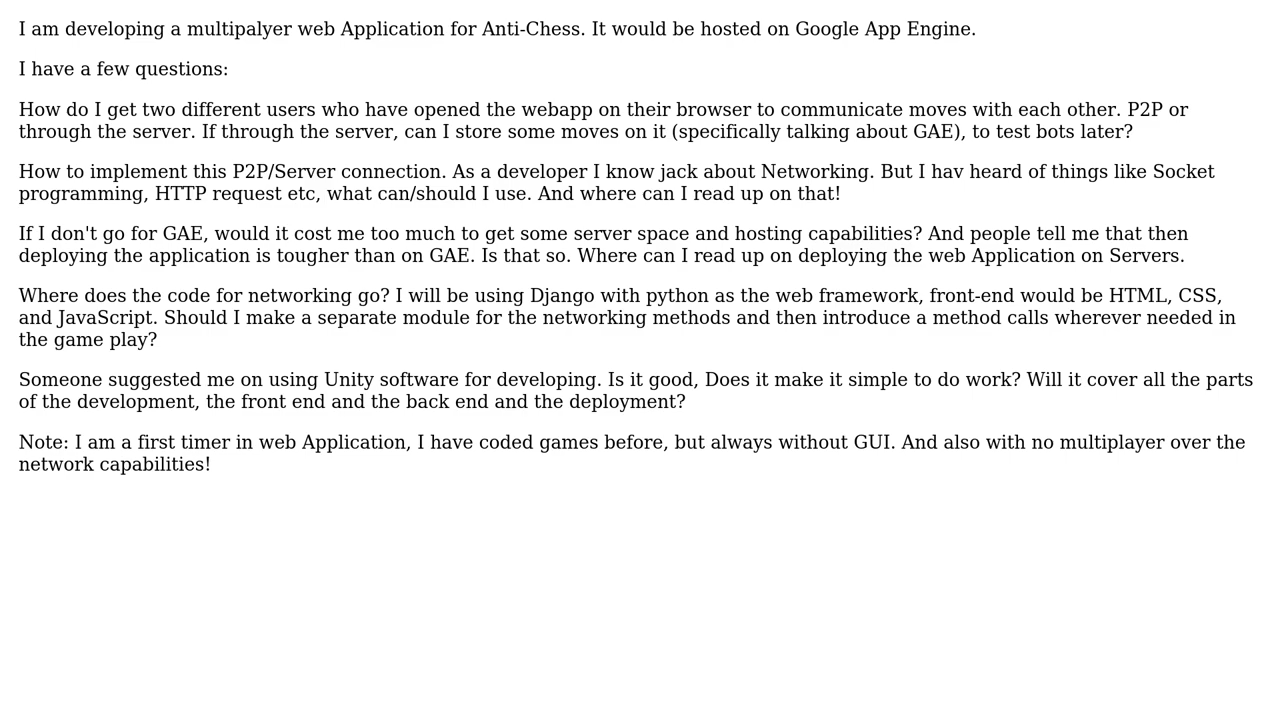 I am developing a multipalyer web Application for Anti-Chess. It would be hosted on Google App Engine.
I have a few questions:
How do I get two different users who have opened the webapp on their browser to communicate moves with each other. P2P or
through the server. If through the server, can I store some moves on it (specifically talking about GAE), to test bots later?
How to implement this P2P/Server connection. As a developer I know jack about Networking. But I hav heard of things like Socket
programming, HTTP request etc, what can/should I use. And where can I read up on that!
If I don't go for GAE, would it cost me too much to get some server space and hosting capabilities? And people tell me that then
deploying the application is tougher than on GAE. Is that so. Where can I read up on deploying the web Application on Servers.
Where does the code for networking go? I will be using Django with python as the web framework, front-end would be HTML, CSS,
and JavaScript. Should I make a separate module for the networking methods and then introduce a method calls wherever needed in
the game play?
Someone suggested me on using Unity software for developing. Is it good, Does it make it simple to do work? Will it cover all the parts
of the development, the front end and the back end and the deployment?
Note: I am a first timer in web Application, I have coded games before, but always without GUI. And also with no multiplayer over the
network capabilities!